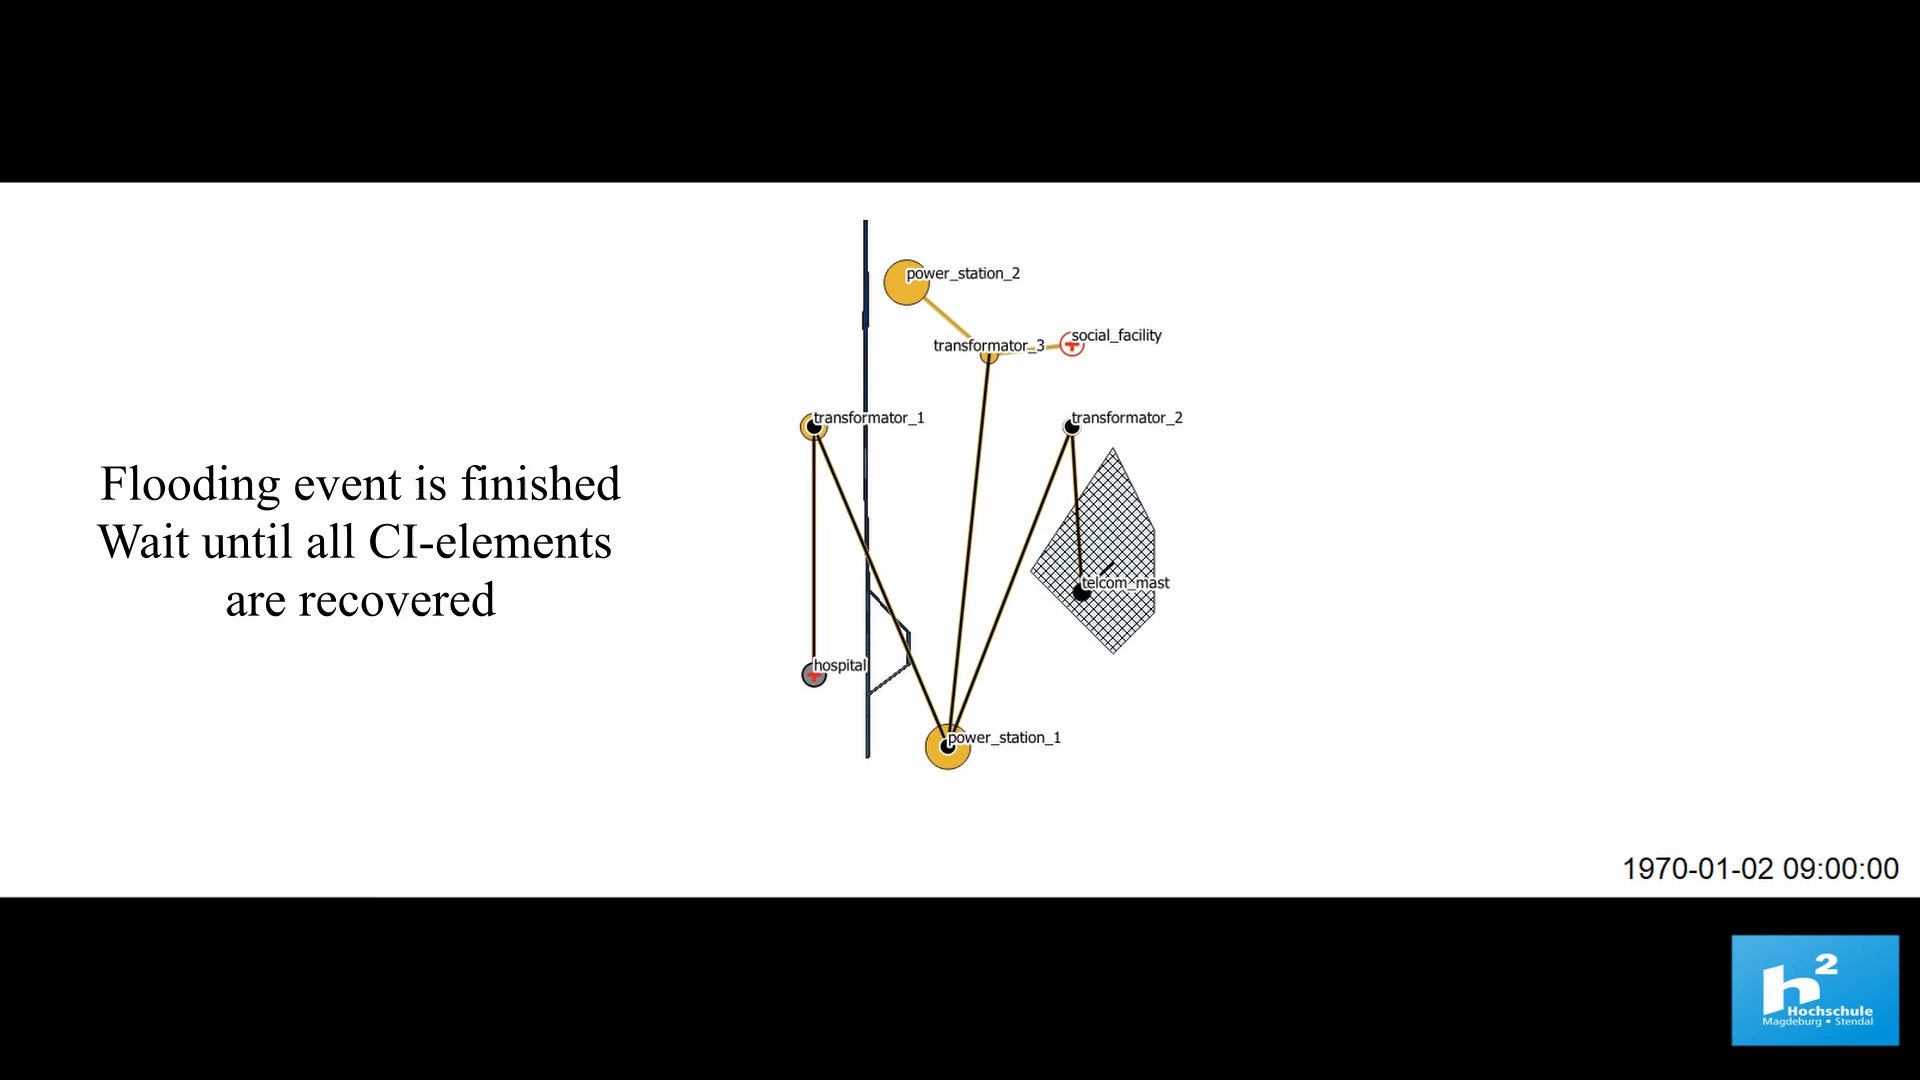 power_station_2
social_facility
transformator_3
transformator_1
transformator_2
Flooding event is finished
Wait until all CI-elements
are recovered
telcom_mast
hospital
power_station_1
1970-01-02 09:00:00
h2
Hochschule
Magdeburg • Stendal